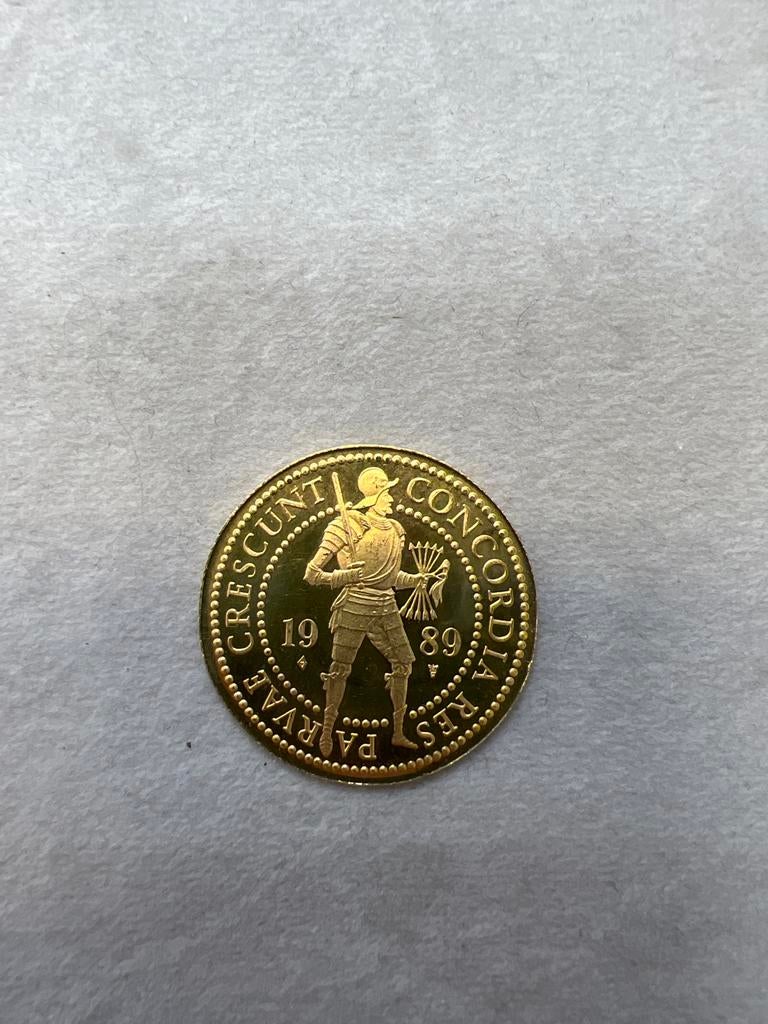 CONCORDIA RES PARVAE CRESCUNT
19 89